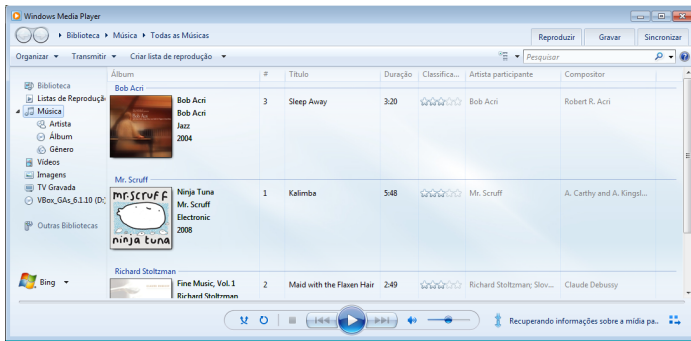 Windows Media Player
Biblioteca Música Todas as Músicas
Reproduzir Gravar Sincronizar
Organizar Transmitir Criar lista de reprodução
Pesquisar
Álbum # Título Duração Classifica... Artista participante Compositor
Biblioteca
Listas de Reproduçã
Música
Artista
Álbum
Gênero
Vídeos
Imagens
TV Gravada
VBox_GAs_6.1.10 (D:
Outras Bibliotecas
Bing
Bob Acri
Bob Acri 3 Sleep Away 3:20 Bob Acri Robert R. Acri
Bob Acri
Jazz
2004
Mr. Scruff
mr.scruff
ninja tuna
Ninja Tuna 1 Kalimba 5:48 Mr. Scruff A. Carthy and A. Kingsl...
Mr. Scruff
Electronic
2008
Richard Stoltzman
Fine Music, Vol. 1 2 Maid with the Flaxen Hair 2:49 Richard Stoltzman; Slov... Claude Debussy
Richard Stoltzman
Recuperando informações sobre a mídia pa..